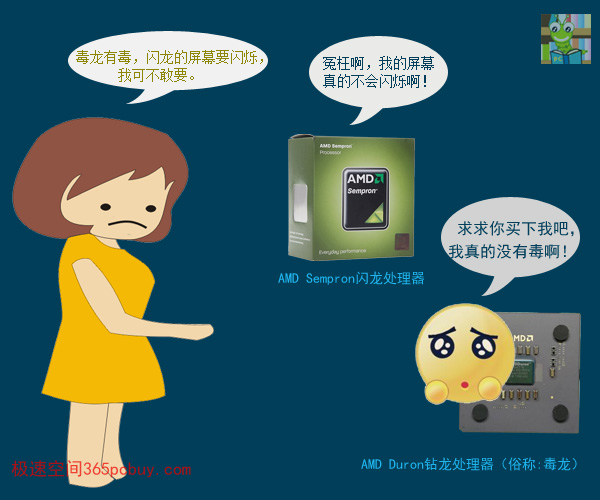 毒龙有毒，闪龙的屏幕要闪烁，
我可不敢要。
冤枉啊，我的屏幕
真的不会闪烁啊！
AMD Sempron
Processor
AMD
Sempron
Everyday performance
AMD Sempron闪龙处理器
求求你买下我吧，
我真的没有毒啊！
AMD
AMD Duron钻龙处理器（俗称:毒龙）
极速空间365pcbuy.com